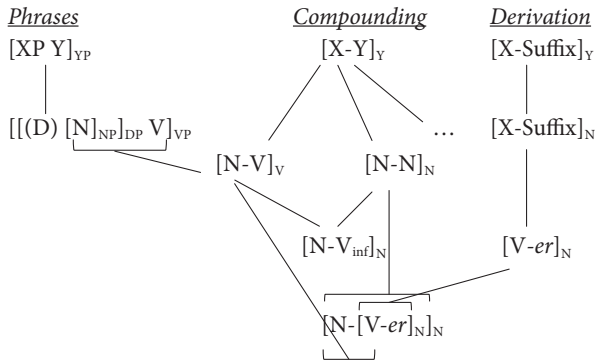 Phrases Compounding Derivation
[XP Y]YP [X-Y]Y [X-Suffix]Y
[[(D) [N]NP]DP V]VP … [X-Suffix]N
[N-V]V [N-N]N
[N-Vinf]N [V-er]N
[N-[V-er]N]N